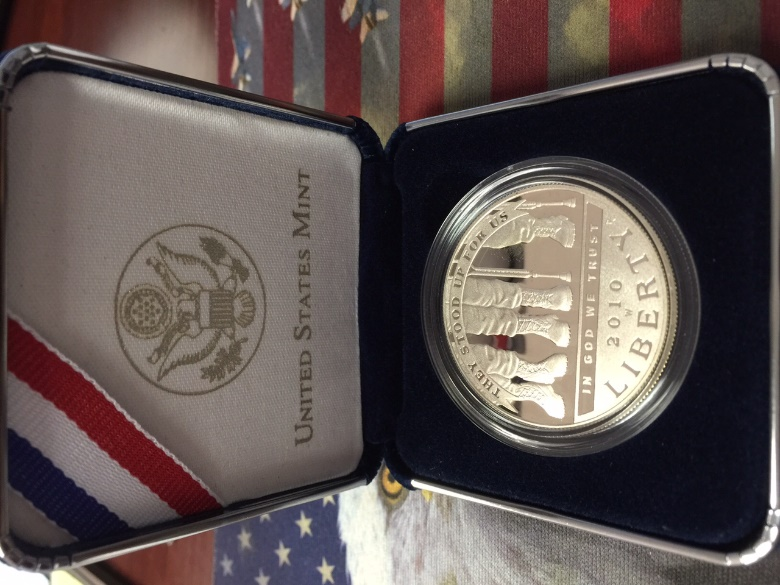 UNITED STATES MINT
THEY STOOD UP FOR US
IN GOD WE TRUST
2010
W
LIBERTY